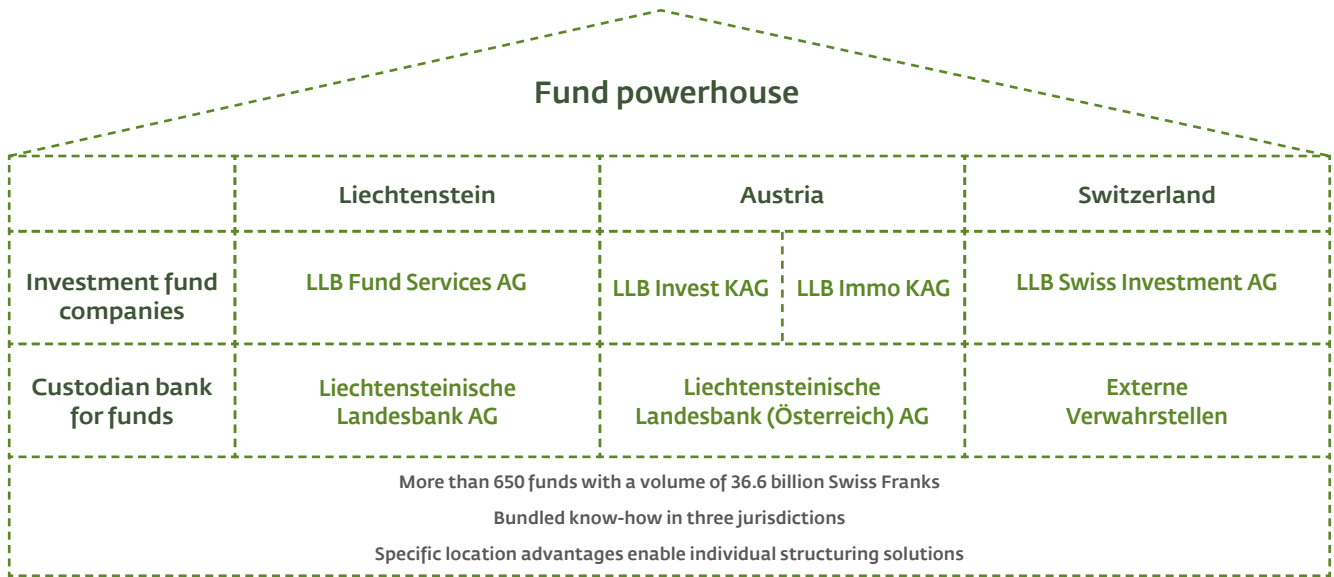 Fund powerhouse
Liechtenstein
Austria
Switzerland
Investment fund
companies
LLB Fund Services AG
LLB Invest KAG
LLB Immo KAG
LLB Swiss Investment AG
Custodian bank
for funds
Liechtensteinische
Landesbank AG
Liechtensteinische
Landesbank (Österreich) AG
Externe
Verwahrstellen
More than 650 funds with a volume of 36.6 billion Swiss Franks
Bundled know-how in three jurisdictions
Specific location advantages enable individual structuring solutions